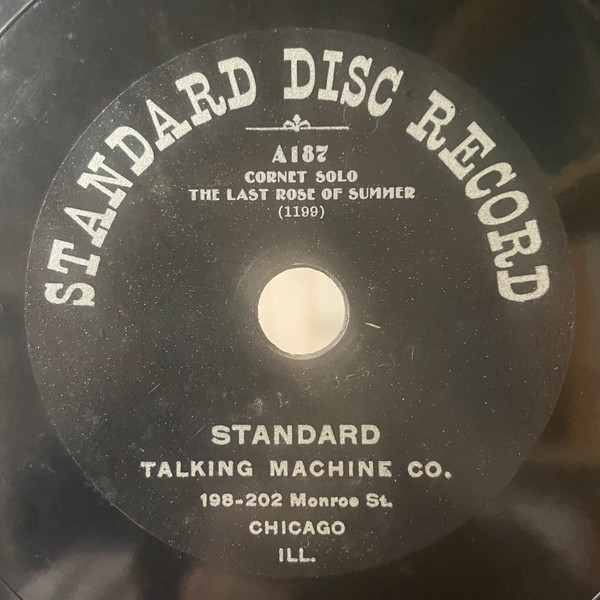 STANDARD DISC RECORD
A187
CORNET SOLO
THE LAST ROSE OF SUMMER
(1199)
STANDARD
TALKING MACHINE CO.
198-202 Monroe St.
CHICAGO
ILL.